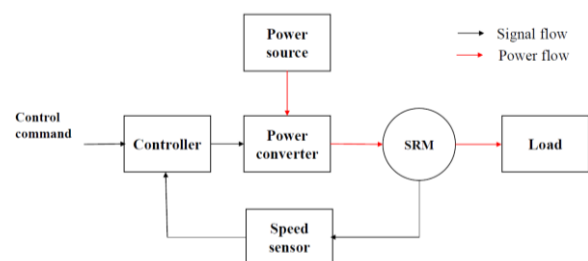 Power
source
Signal flow
Power flow
Control
command
Controller
Power
converter
SRM
Load
Speed
sensor